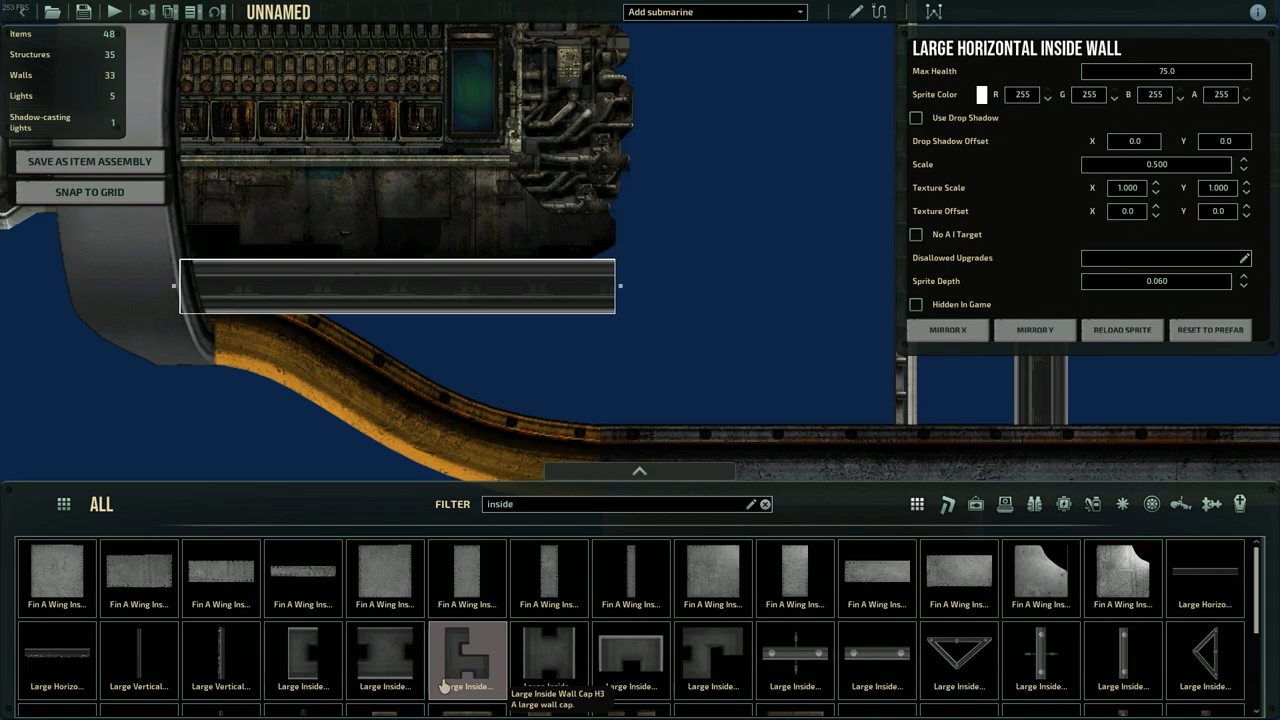 253 FPS
UNNAMED
Add submarine
Items 48
Structures 35
Walls 33
Lights 5
Shadow-casting
lights 1
SAVE AS ITEM ASSEMBLY
SNAP TO GRID
LARGE HORIZONTAL INSIDE WALL
Max Health 75.0
Sprite Color R 255 G 255 B 255 A 255
Use Drop Shadow
Drop Shadow Offset X 0.0 Y 0.0
Scale 0.500
Texture Scale X 1.000 Y 1.000
Texture Offset X 0.0 Y 0.0
No A I Target
Disallowed Upgrades
Sprite Depth 0.060
Hidden In Game
MIRROR X MIRROR Y RELOAD SPRITE RESET TO PREFAB
ALL FILTER inside
Fin A Wing Ins... Fin A Wing Ins... Fin A Wing Ins... Fin A Wing Ins... Fin A Wing Ins... Fin A Wing Ins... Fin A Wing Ins... Fin A Wing Ins... Fin A Wing Ins... Fin A Wing Ins... Fin A Wing Ins... Fin A Wing Ins... Fin A Wing Ins... Fin A Wing Ins... Large Horizo...
Large Horizo... Large Vertical... Large Vertical... Large Inside... Large Inside... Large Inside... Large Inside... Large Inside... Large Inside... Large Inside... Large Inside... Large Inside... Large Inside... Large Inside... Large Inside...
Large Inside Wall Cap H3
A large wall cap.